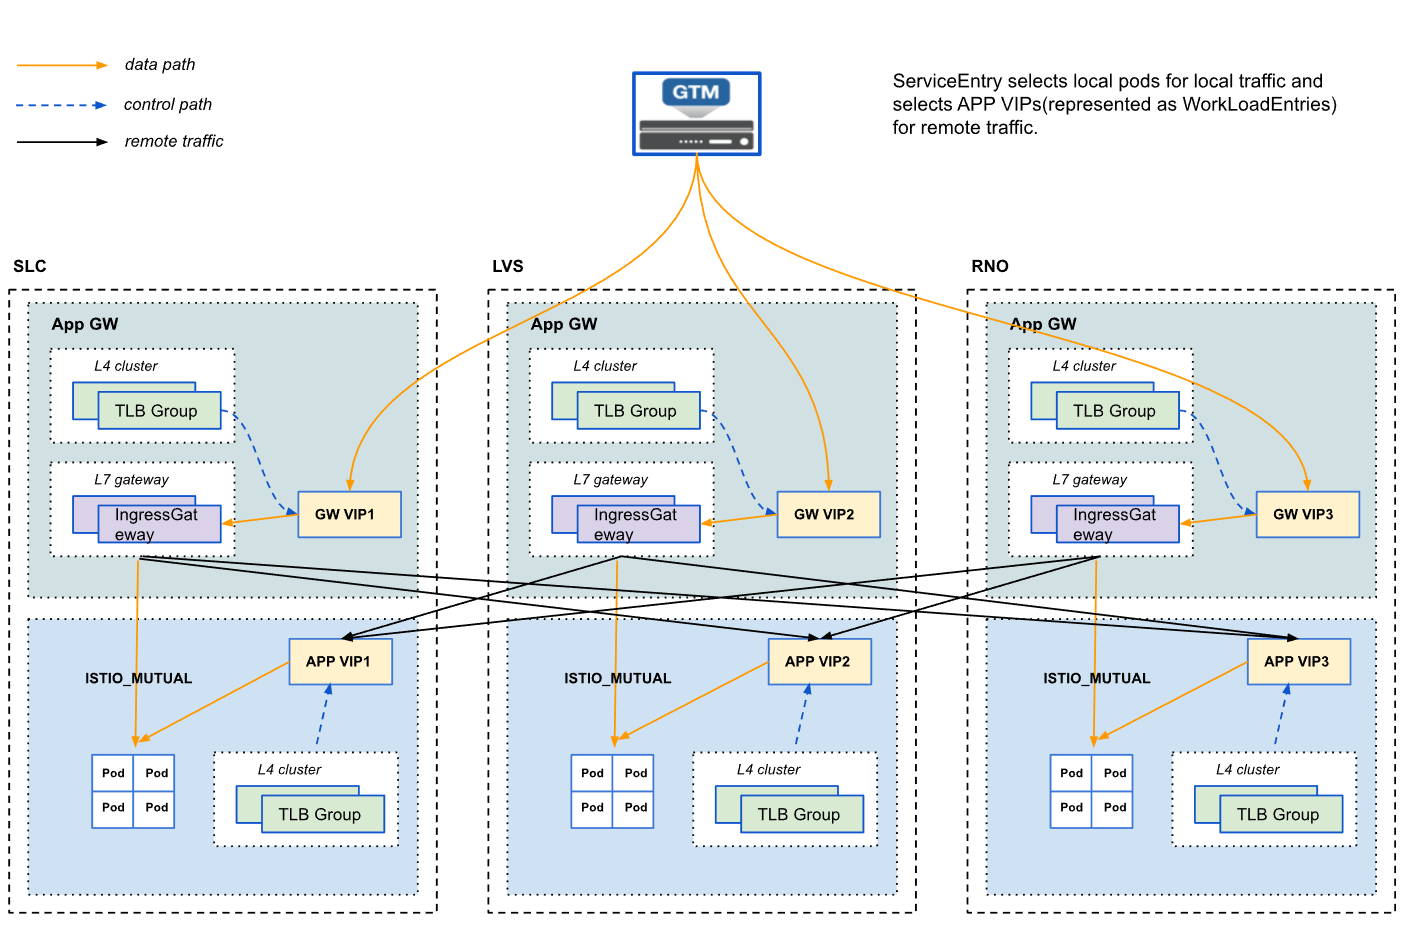 data path
control path
remote traffic
GTM
ServiceEntry selects local pods for local traffic and
selects APP VIPs(represented as WorkLoadEntries)
for remote traffic.
SLC
App GW
L4 cluster
TLB Group
L7 gateway
IngressGat
eway
GW VIP1
APP VIP1
ISTIO_MUTUAL
Pod
Pod
Pod
Pod
L4 cluster
TLB Group
LVS
App GW
L4 cluster
TLB Group
L7 gateway
IngressGat
eway
GW VIP2
APP VIP2
ISTIO_MUTUAL
Pod
Pod
Pod
Pod
L4 cluster
TLB Group
RNO
App GW
L4 cluster
TLB Group
L7 gateway
IngressGat
eway
GW VIP3
APP VIP3
ISTIO_MUTUAL
Pod
Pod
Pod
Pod
L4 cluster
TLB Group